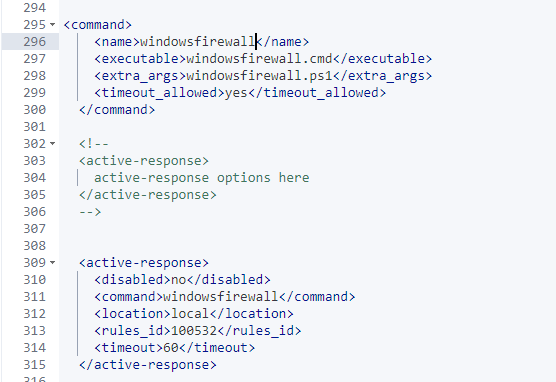 294
295 <command>
296 <name>windowsfirewall</name>
297 <executable>windowsfirewall.cmd</executable>
298 <extra_args>windowsfirewall.ps1</extra_args>
299 <timeout_allowed>yes</timeout_allowed>
300 </command>
301
302 <!--
303 <active-response>
304 active-response options here
305 </active-response>
306 -->
307
308
309 <active-response>
310 <disabled>no</disabled>
311 <command>windowsfirewall</command>
312 <location>local</location>
313 <rules_id>100532</rules_id>
314 <timeout>60</timeout>
315 </active-response>
316